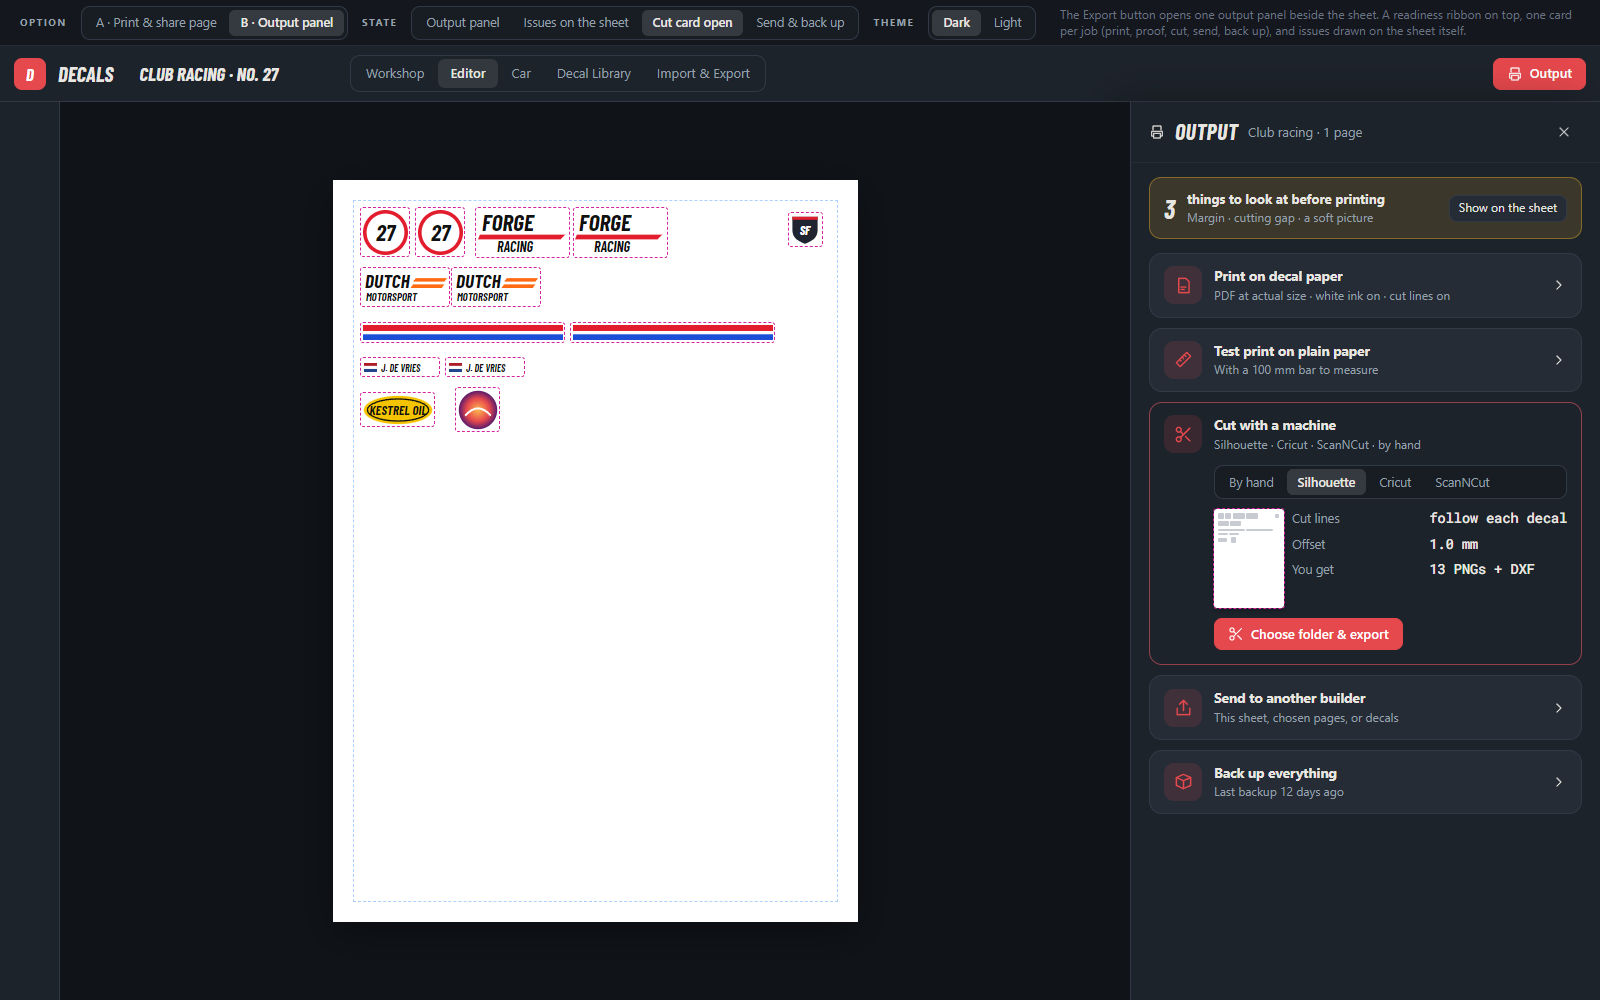 OPTION
A · Print & share page
B · Output panel
STATE
Output panel
Issues on the sheet
Cut card open
Send & back up
THEME
Dark
Light
The Export button opens one output panel beside the sheet. A readiness ribbon on top, one card
per job (print, proof, cut, send, back up), and issues drawn on the sheet itself.
D
DECALS
CLUB RACING · NO. 27
Workshop
Editor
Car
Decal Library
Import & Export
Output
27
27
FORGE
RACING
FORGE
RACING
SF
DUTCH
MOTORSPORT
DUTCH
MOTORSPORT
J. DE VRIES
J. DE VRIES
KESTREL OIL
OUTPUT
Club racing · 1 page
3
things to look at before printing
Margin · cutting gap · a soft picture
Show on the sheet
Print on decal paper
PDF at actual size · white ink on · cut lines on
Test print on plain paper
With a 100 mm bar to measure
Cut with a machine
Silhouette · Cricut · ScanNCut · by hand
By hand
Silhouette
Cricut
ScanNCut
Cut lines
follow each decal
Offset
1.0 mm
You get
13 PNGs + DXF
Choose folder & export
Send to another builder
This sheet, chosen pages, or decals
Back up everything
Last backup 12 days ago